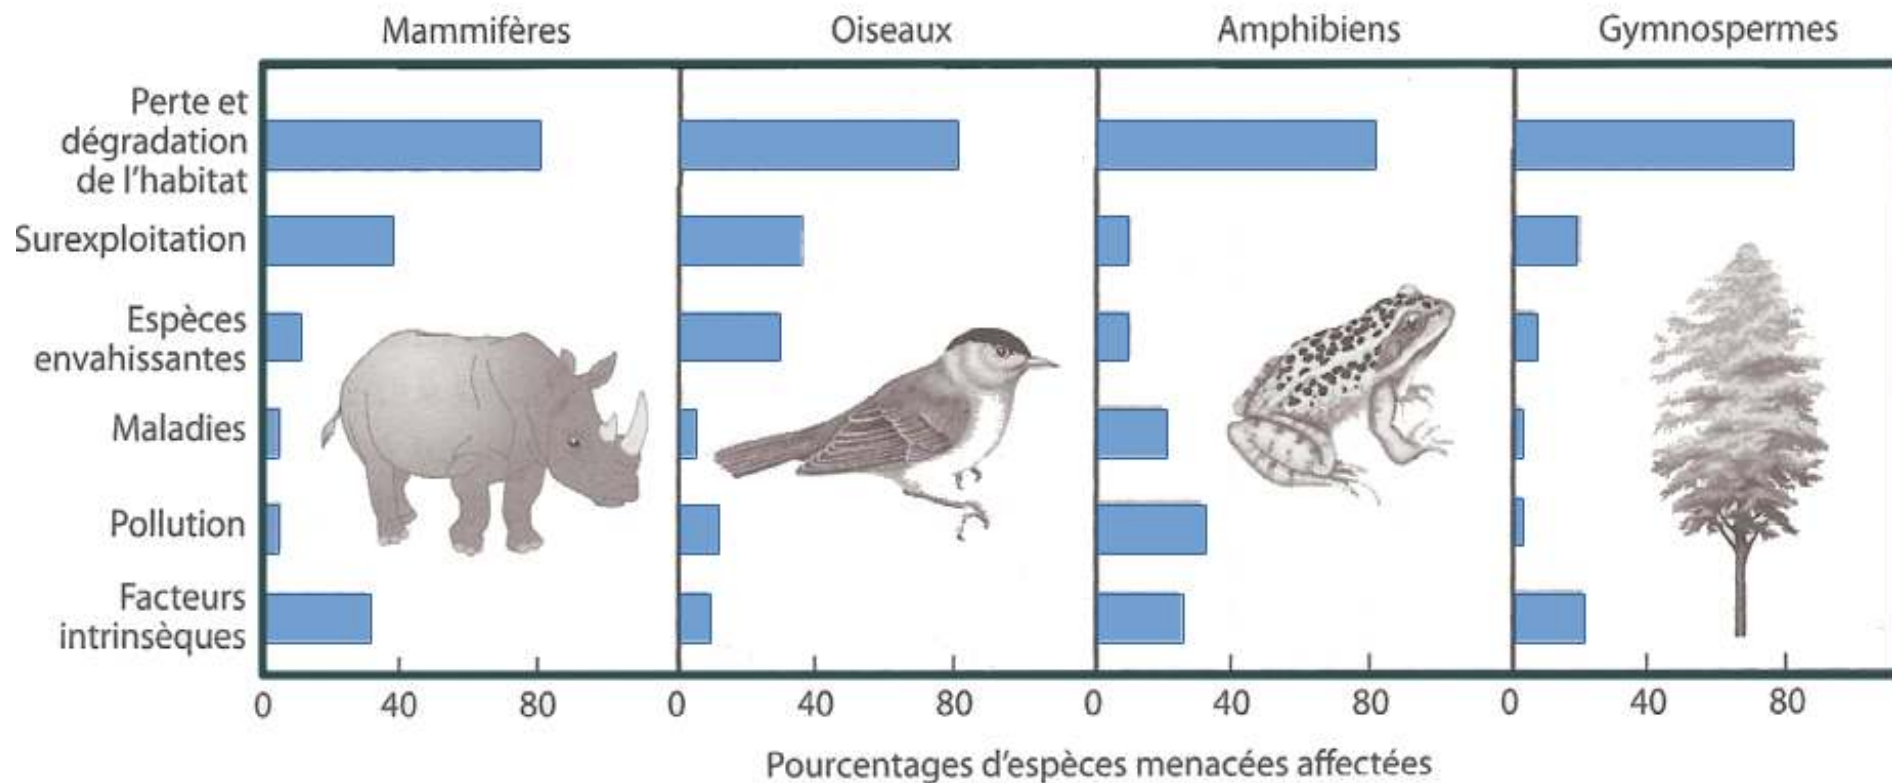 Mammifères
Oiseaux
Amphibiens
Gymnospermes
Perte et
dégradation
de l'habitat
Surexploitation
Espèces
envahissantes
Maladies
Pollution
Facteurs
intrinsèques
0 40 80 0 40 80 0 40 80 0 40 80
Pourcentages d'espèces menacées affectées